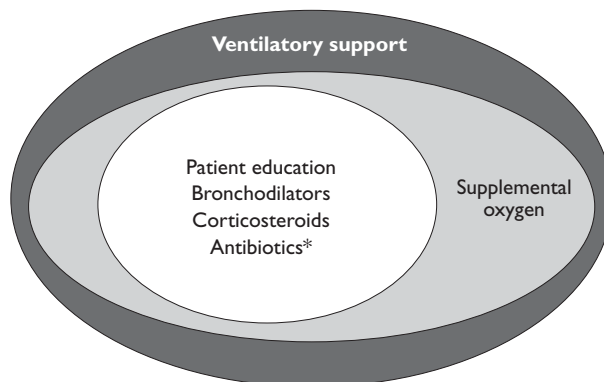 Ventilatory support
Patient education
Bronchodilators
Corticosteroids
Antibiotics*
Supplemental
oxygen